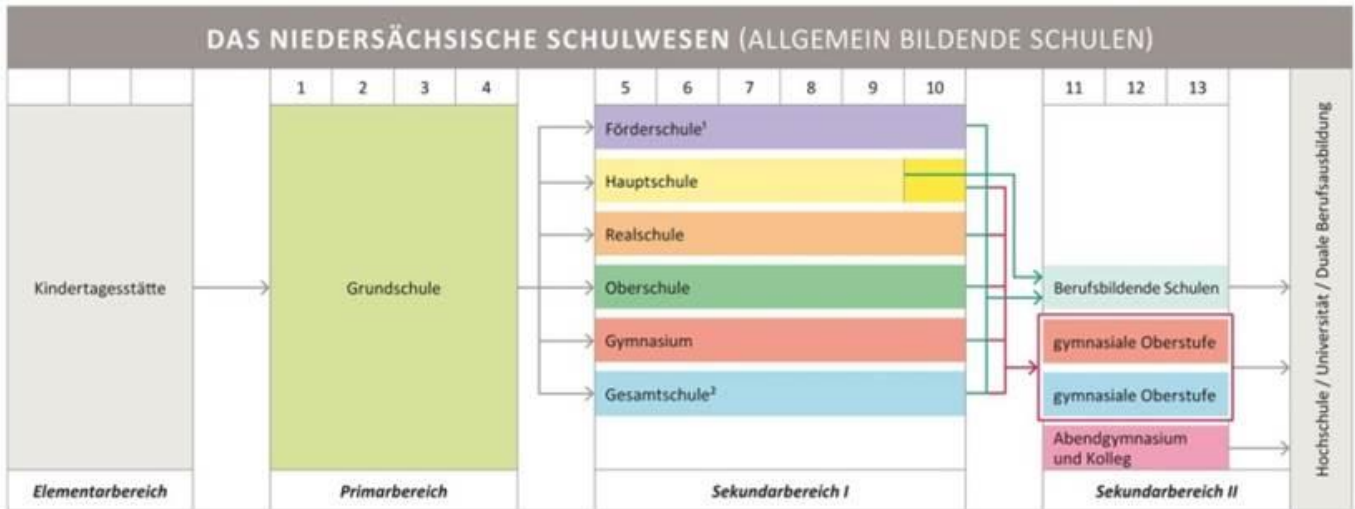 DAS NIEDERSÄCHSISCHE SCHULWESEN (ALLGEMEIN BILDENDE SCHULEN)
1 2 3 4 5 6 7 8 9 10 11 12 13
Kindertagesstätte
Grundschule
Förderschule¹
Hauptschule
Realschule
Oberschule
Gymnasium
Gesamtschule²
Berufsbildende Schulen
gymnasiale Oberstufe
gymnasiale Oberstufe
Abendgymnasium
und Kolleg
Hochschule / Universität / Duale Berufsausbildung
Elementarbereich Primarbereich Sekundarbereich I Sekundarbereich II